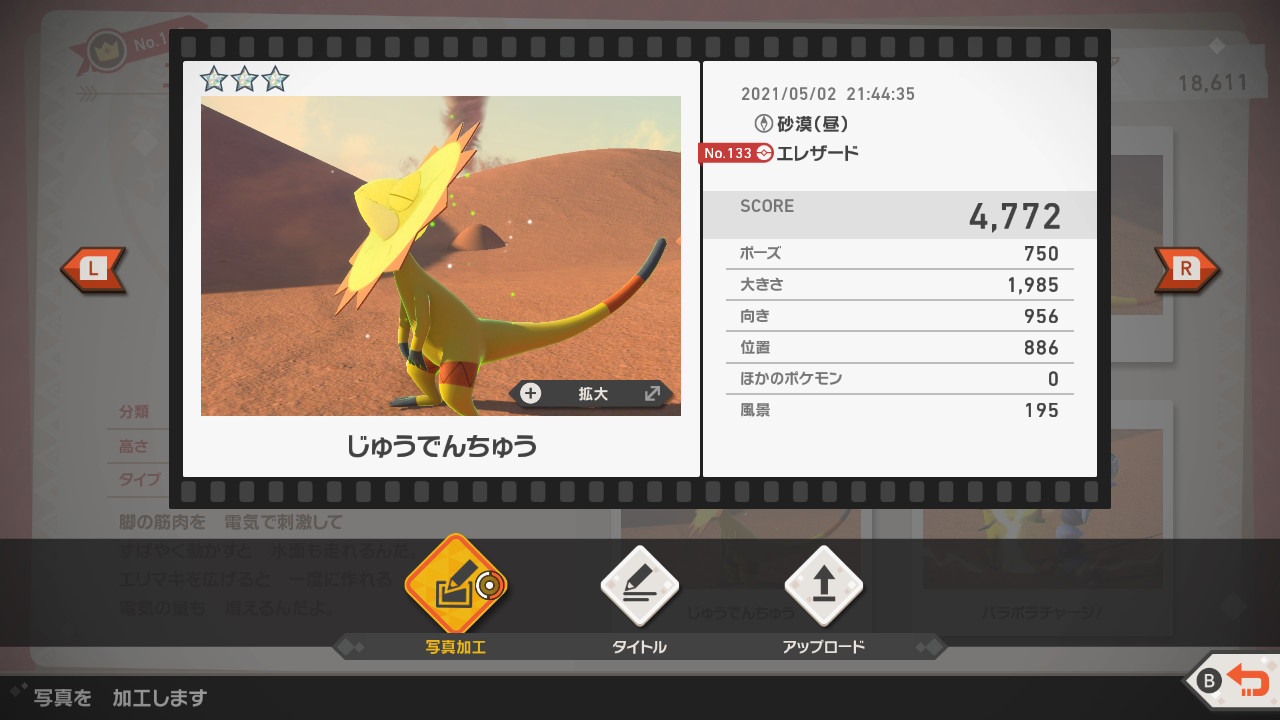 No.1
18,611
2021/05/02 21:44:35
砂漠(昼)
No.133 エレザード
SCORE 4,772
ポーズ 750
大きさ 1,985
向き 956
位置 886
ほかのポケモン 0
風景 195
拡大
じゅうでんちゅう
L
R
分類
高さ
タイプ
脚の筋肉を 電気で刺激して
すばやく動かすと 水面も走れるんだ。
エリマキを広げると 一度に作れる
電気の量も 増えるんだよ。
じゅうでんちゅう
パラボラチャージ/
写真加工
タイトル
アップロード
写真を 加工します
B